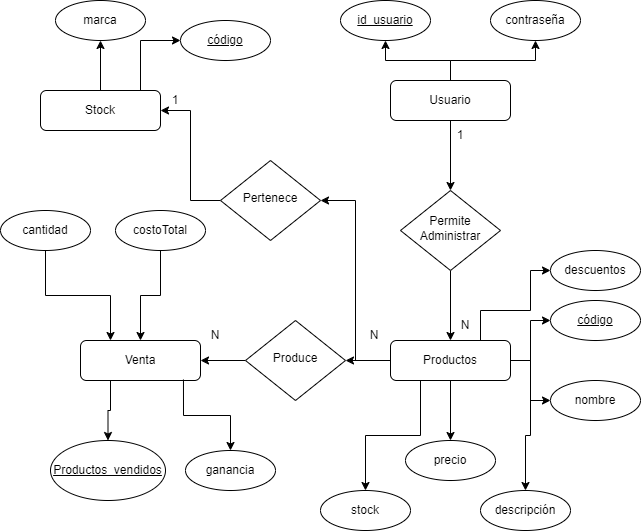 marca
código
id_usuario
contraseña
Stock
1
Usuario
1
Pertenece
Permite
Administrar
cantidad
costoTotal
descuentos
código
N
N
N
Venta
Produce
Productos
nombre
Productos_vendidos
ganancia
precio
stock
descripción